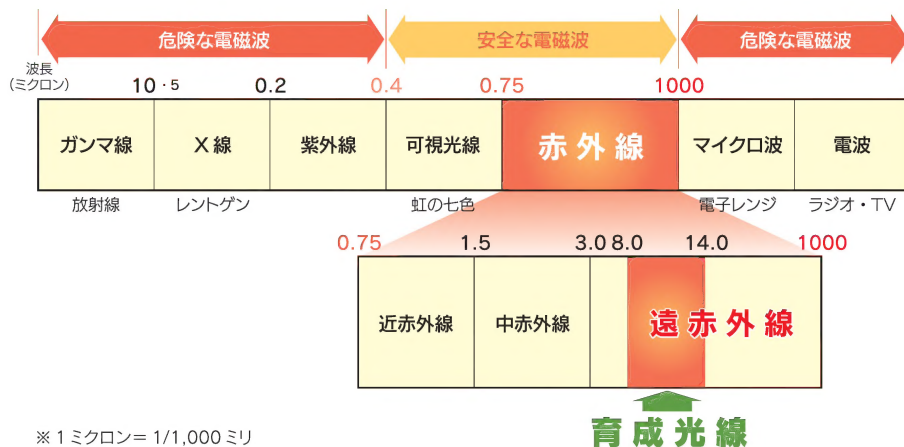 危険な電磁波 安全な電磁波 危険な電磁波
波長
(ミクロン)
10⁻⁵ 0.2 0.4 0.75 1000
ガンマ線 X線 紫外線 可視光線 赤外線 マイクロ波 電波
放射線 レントゲン 虹の七色 電子レンジ ラジオ・TV
0.75 1.5 3.0 8.0 14.0 1000
近赤外線 中赤外線 遠赤外線
育成光線
※1ミクロン=1/1,000ミリ